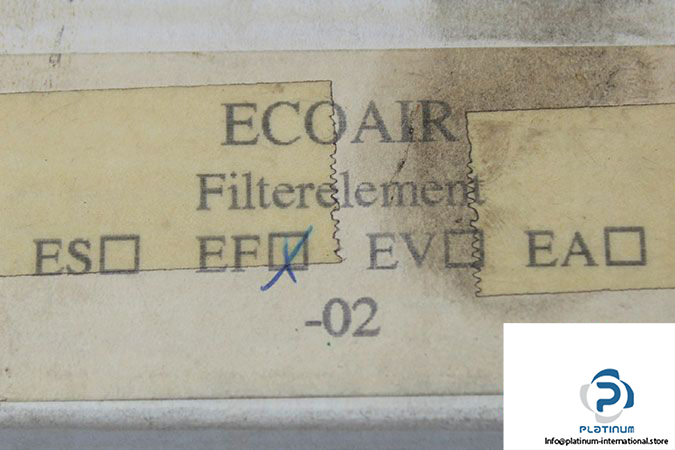 ECOAIR
Filterelement
ES☐ EF☒ EV☐ EA☐
-02
PLATINUM
Info@platinum-international.store